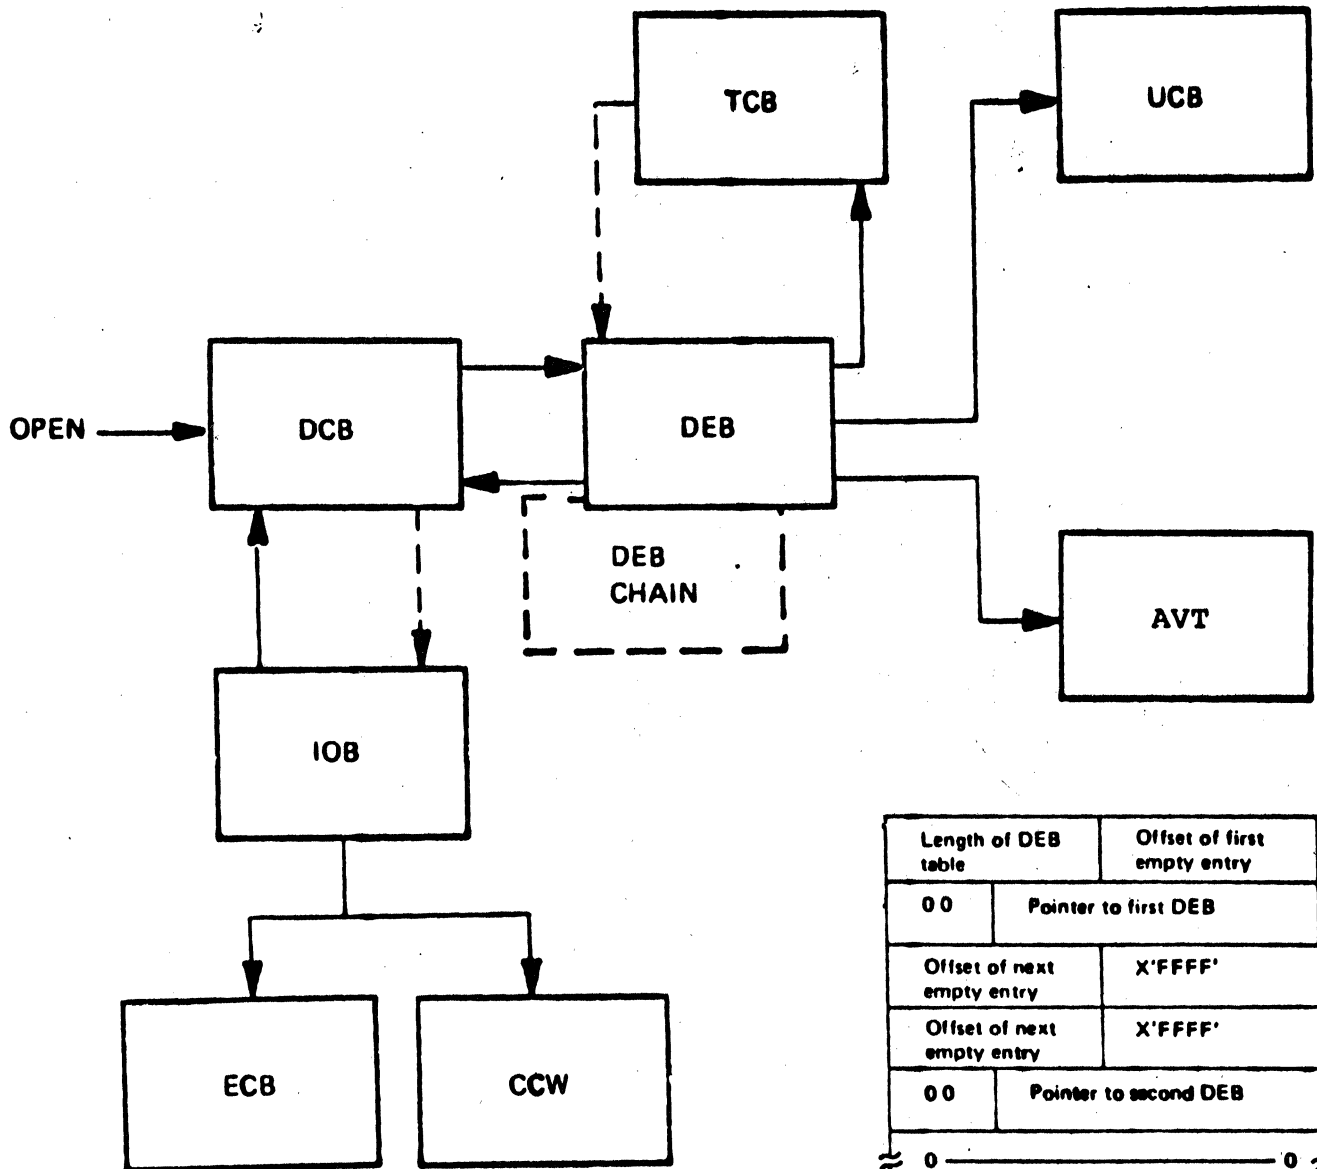 TCB
UCB
OPEN
DCB
DEB
DEB
CHAIN
AVT
IOB
ECB
CCW
Length of DEB
table
Offset of first
empty entry
00
Pointer to first DEB
Offset of next
empty entry
X'FFFF'
Offset of next
empty entry
X'FFFF'
00
Pointer to second DEB
0
0